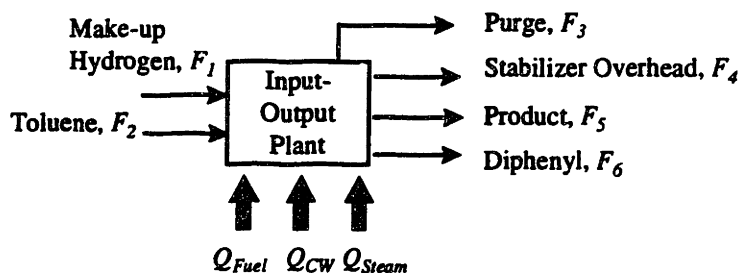 Make-up
Hydrogen, F1
Toluene, F2
Input-
Output
Plant
Purge, F3
Stabilizer Overhead, F4
Product, F5
Diphenyl, F6
QFuel QCW QSteam